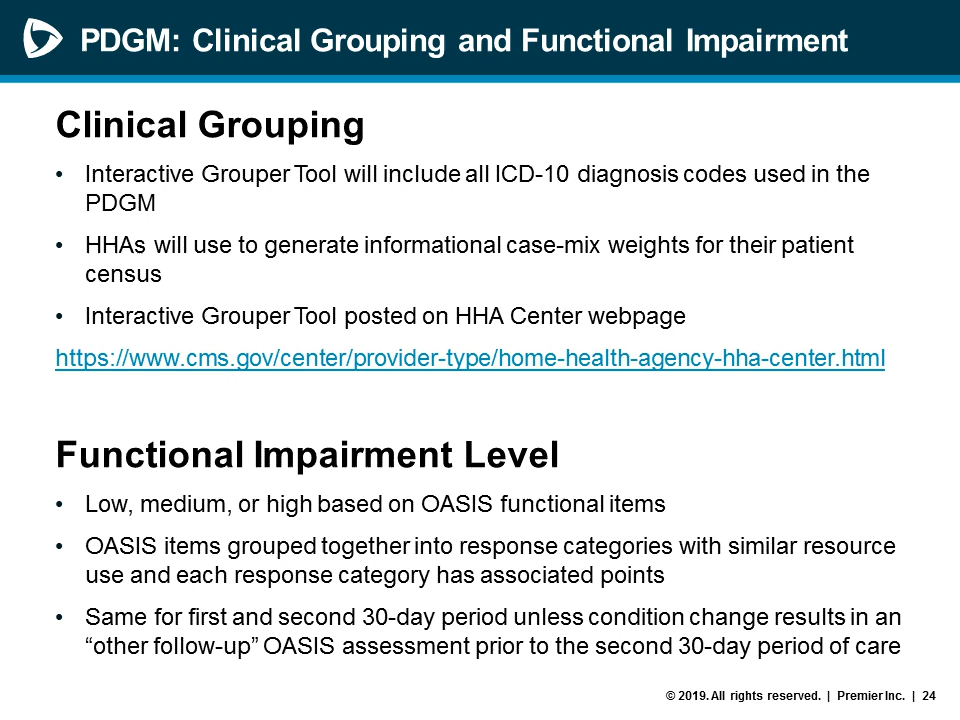 PDGM: Clinical Grouping and Functional Impairment
Clinical Grouping
• Interactive Grouper Tool will include all ICD-10 diagnosis codes used in the
PDGM
• HHAs will use to generate informational case-mix weights for their patient
census
• Interactive Grouper Tool posted on HHA Center webpage
https://www.cms.gov/center/provider-type/home-health-agency-hha-center.html
Functional Impairment Level
• Low, medium, or high based on OASIS functional items
• OASIS items grouped together into response categories with similar resource
use and each response category has associated points
• Same for first and second 30-day period unless condition change results in an
“other follow-up” OASIS assessment prior to the second 30-day period of care
© 2019. All rights reserved. | Premier Inc. | 24